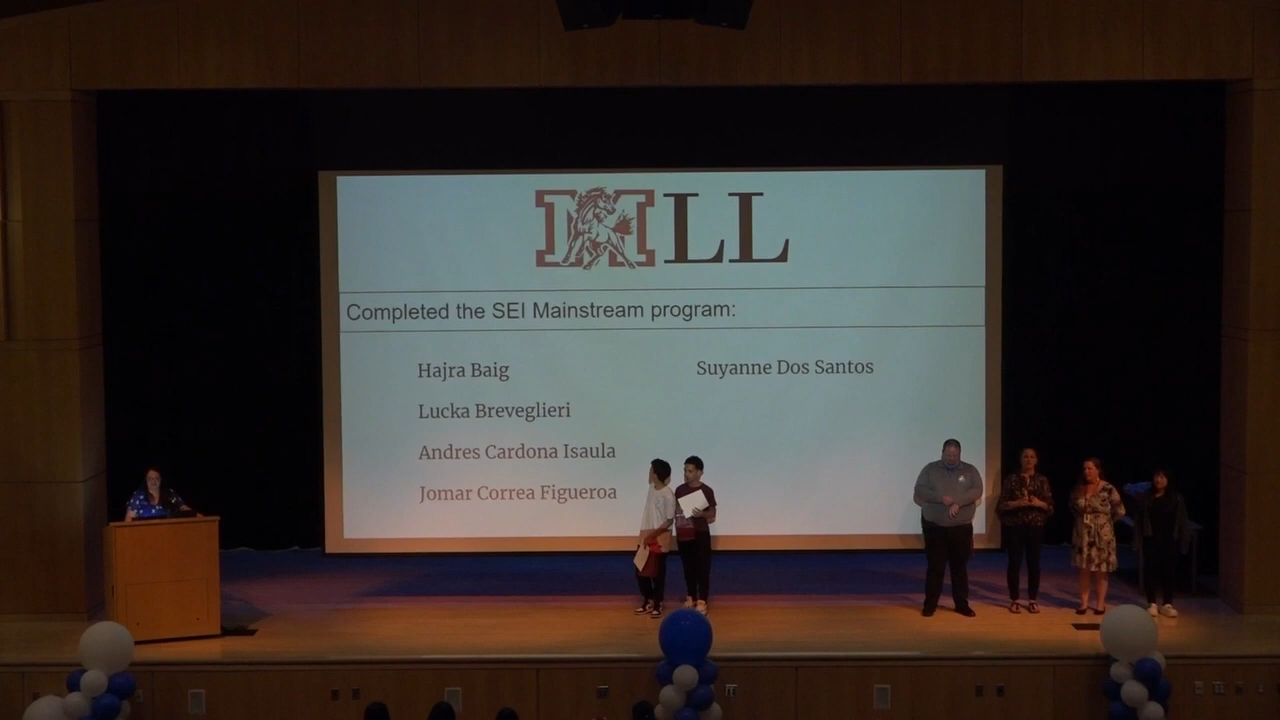 MLL
Completed the SEI Mainstream program:
Hajra Baig
Suyanne Dos Santos
Lucka Breveglieri
Andres Cardona Isaula
Jomar Correa Figueroa